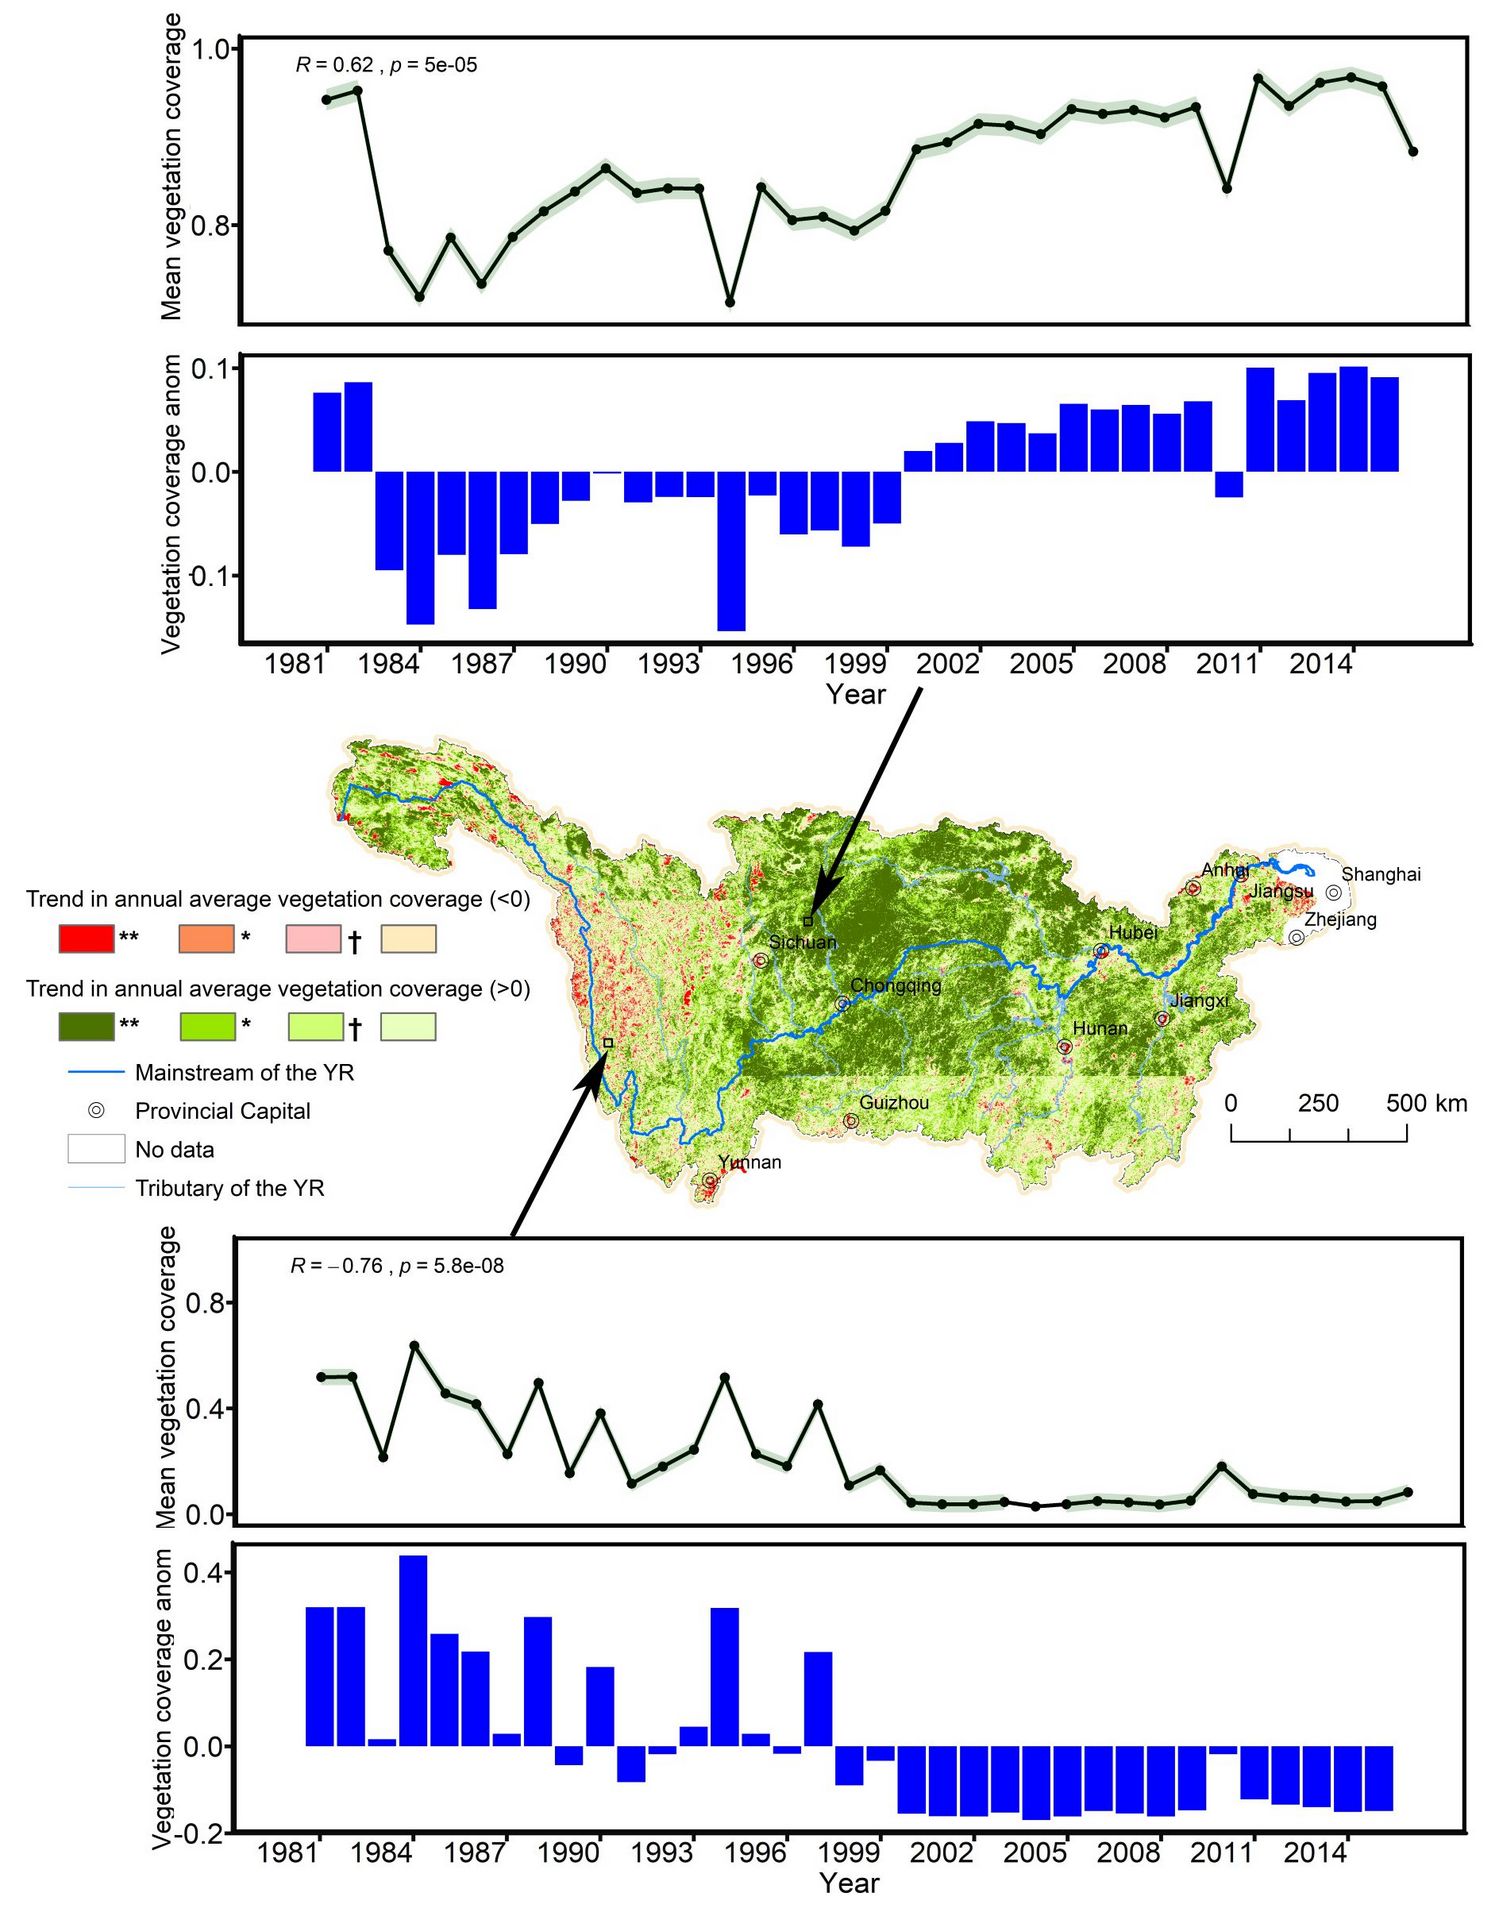 Mean vegetation coverage
1.0
0.8
R = 0.62 , p = 5e-05
Vegetation coverage anom
0.1
0.0
-0.1
1981 1984 1987 1990 1993 1996 1999 2002 2005 2008 2011 2014
Year
Trend in annual average vegetation coverage (<0)
** * †
Trend in annual average vegetation coverage (>0)
** * †
Mainstream of the YR
Provincial Capital
No data
Tributary of the YR
Anhui
Jiangsu
Shanghai
Zhejiang
Hubei
Sichuan
Chongqing
Jiangxi
Hunan
Guizhou
Yunnan
0 250 500 km
Mean vegetation coverage
0.8
0.4
0.0
R = −0.76 , p = 5.8e-08
Vegetation coverage anom
0.4
0.2
0.0
-0.2
1981 1984 1987 1990 1993 1996 1999 2002 2005 2008 2011 2014
Year